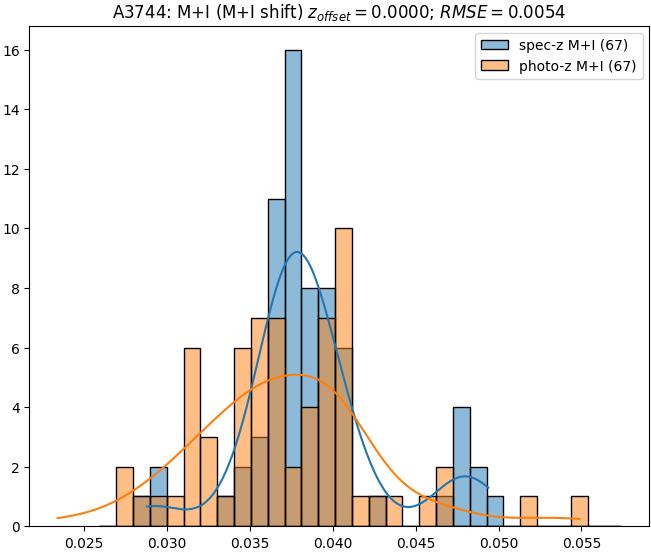 A3744: M+I (M+I shift) z_offset = 0.0000; RMSE = 0.0054
spec-z M+I (67)
photo-z M+I (67)
16
14
12
10
8
6
4
2
0
0.025 0.030 0.035 0.040 0.045 0.050 0.055